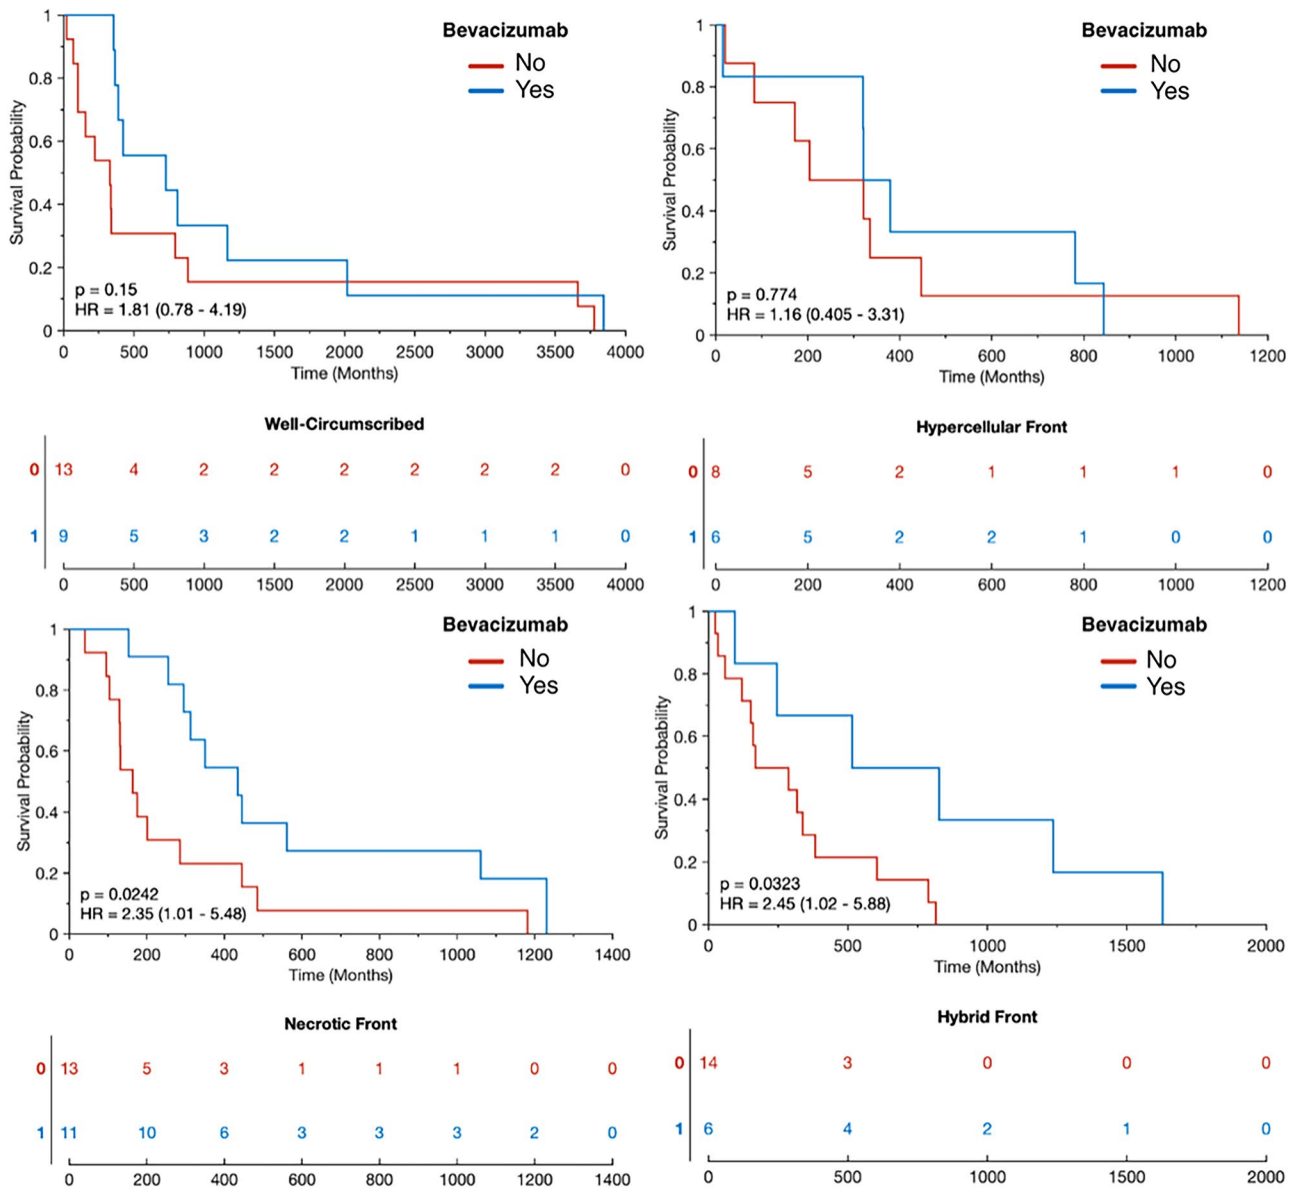 Bevacizumab
No
Yes
Survival Probability
1
0.8
0.6
0.4
0.2
0
p = 0.15
HR = 1.81 (0.78 - 4.19)
0 500 1000 1500 2000 2500 3000 3500 4000
Time (Months)
Well-Circumscribed
0 13 4 2 2 2 2 2 2 0
1 9 5 3 2 2 1 1 1 0
0 500 1000 1500 2000 2500 3000 3500 4000
Bevacizumab
No
Yes
Survival Probability
1
0.8
0.6
0.4
0.2
0
p = 0.774
HR = 1.16 (0.405 - 3.31)
0 200 400 600 800 1000 1200
Time (Months)
Hypercellular Front
0 8 5 2 1 1 1 0
1 6 5 2 2 1 0 0
0 200 400 600 800 1000 1200
Bevacizumab
No
Yes
Survival Probability
1
0.8
0.6
0.4
0.2
0
p = 0.0242
HR = 2.35 (1.01 - 5.48)
0 200 400 600 800 1000 1200 1400
Time (Months)
Necrotic Front
0 13 5 3 1 1 1 0 0
1 11 10 6 3 3 3 2 0
0 200 400 600 800 1000 1200 1400
Bevacizumab
No
Yes
Survival Probability
1
0.8
0.6
0.4
0.2
0
p = 0.0323
HR = 2.45 (1.02 - 5.88)
0 500 1000 1500 2000
Time (Months)
Hybrid Front
0 14 3 0 0 0
1 6 4 2 1 0
0 500 1000 1500 2000